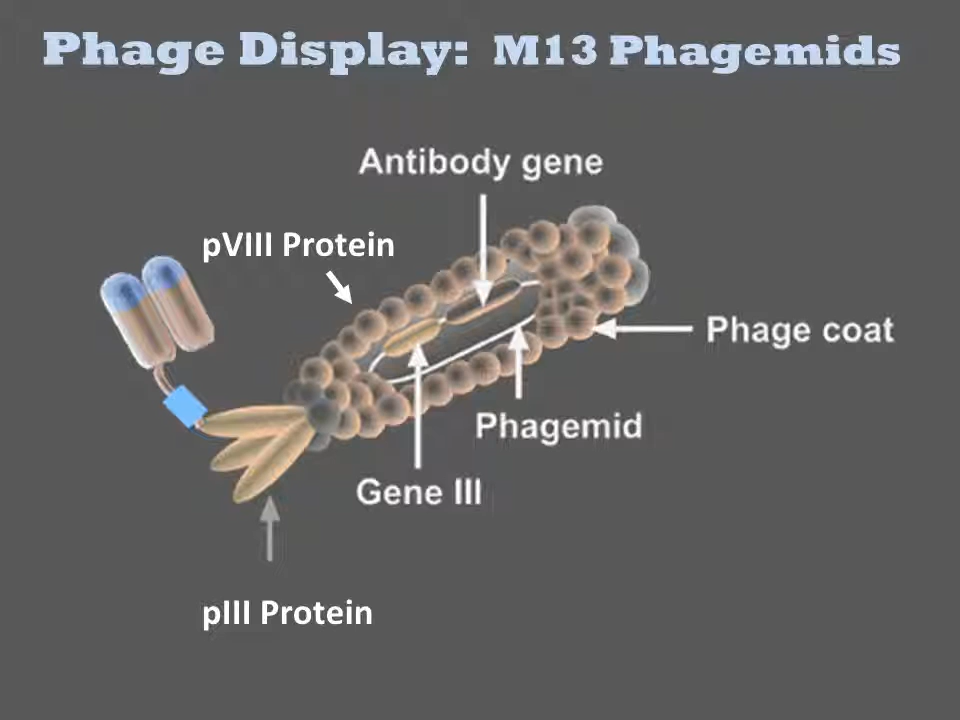 Phage Display: M13 Phagemids
Antibody gene
pVIII Protein
Phage coat
Phagemid
Gene III
pIII Protein